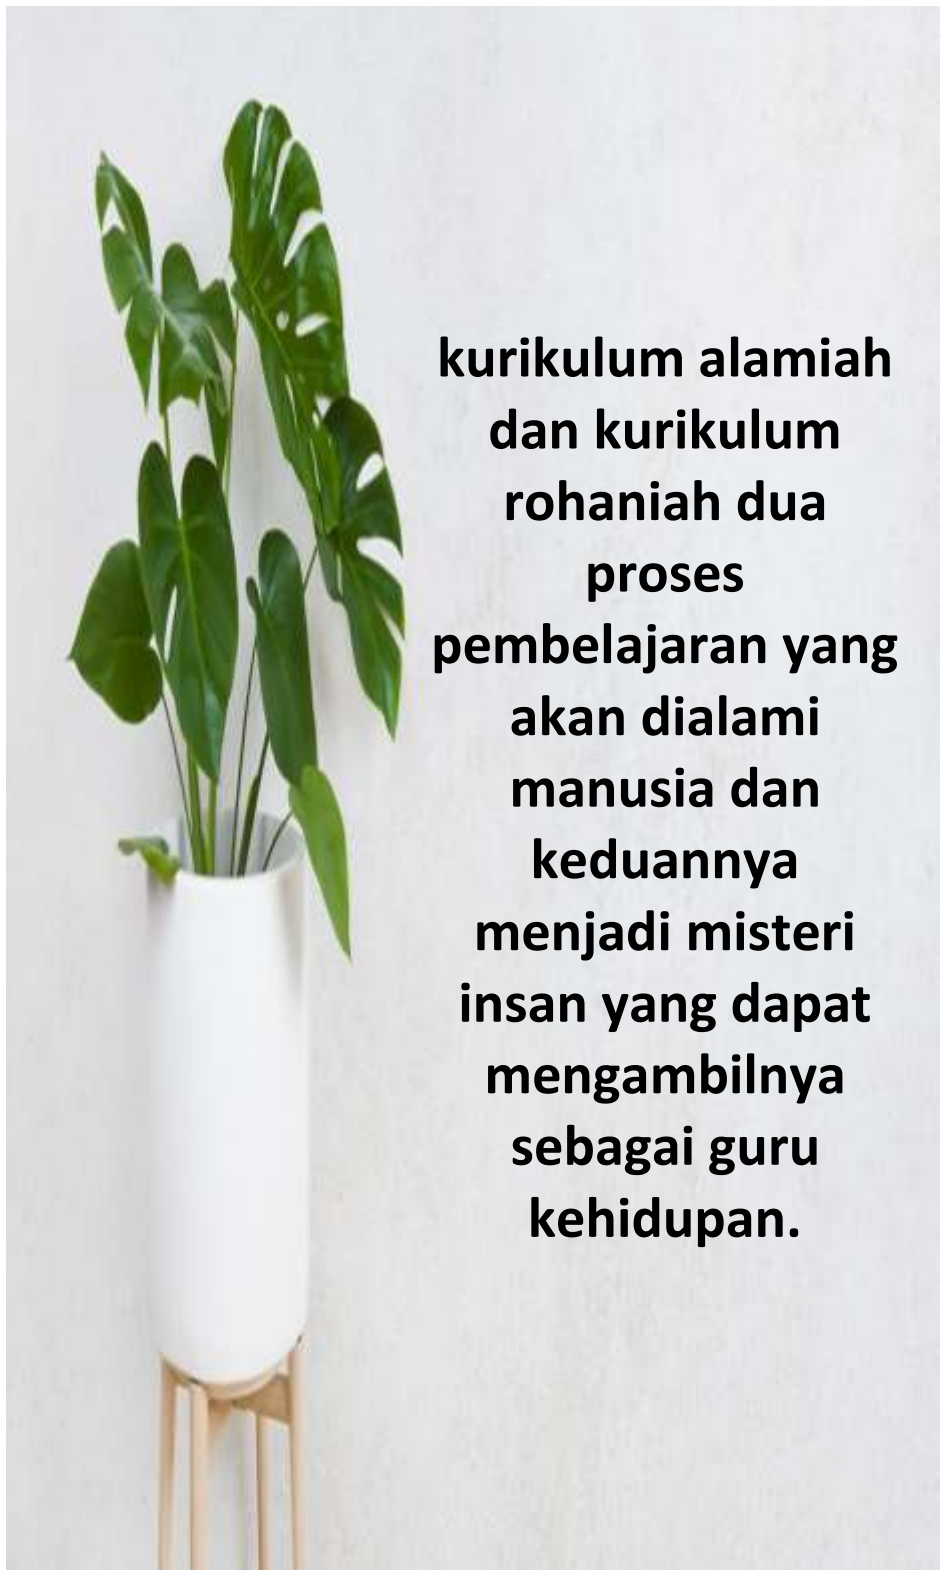 kurikulum alamiah
dan kurikulum
rohaniah dua
proses
pembelajaran yang
akan dialami
manusia dan
keduannya
menjadi misteri
insan yang dapat
mengambilnya
sebagai guru
kehidupan.